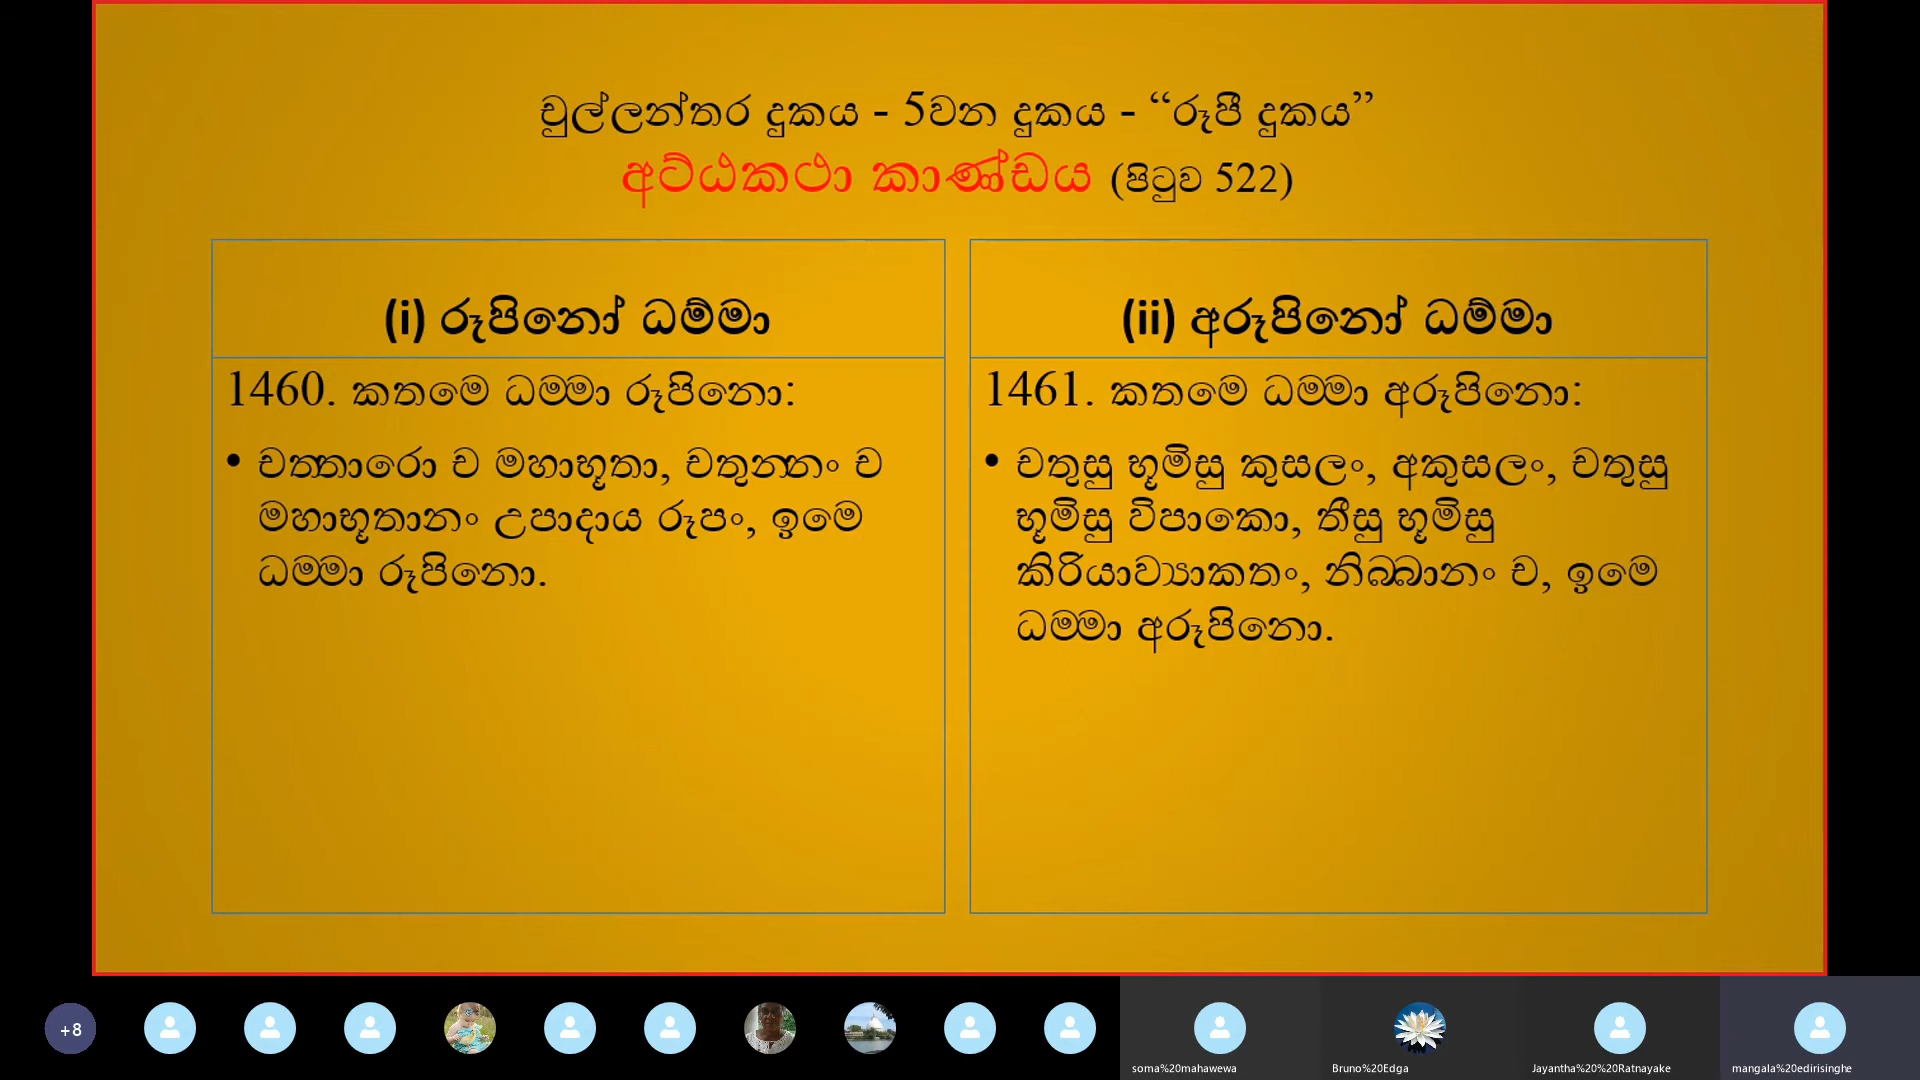 චුල්ලන්තර දුකය - 5වන දුකය - “රූපී දුකය”
අට්ඨකථා කාණ්ඩය (පිටුව 522)
(i) රූපිනෝ ධම්මා
1460. කතමෙ ධම‍්මා රූපිනො:
• චත‍්තාරො ච මහාභූතා, චතුන‍්නං ච
මහාභූතානං උපාදාය රූපං, ඉමෙ
ධම‍්මා රූපිනො.
(ii) අරූපිනෝ ධම්මා
1461. කතමෙ ධම‍්මා අරූපිනො:
• චතුසු භූමිසු කුසලං, අකුසලං, චතුසු
භූමිසු විපාකො, තීසු භූමිසු
කිරියාව්‍යාකතං, නිබ‍්බානං ච, ඉමෙ
ධම‍්මා අරූපිනො.
+8
soma%20mahawewa
Bruno%20Edga
Jayantha%20%20Ratnayake
mangala%20edirisinghe